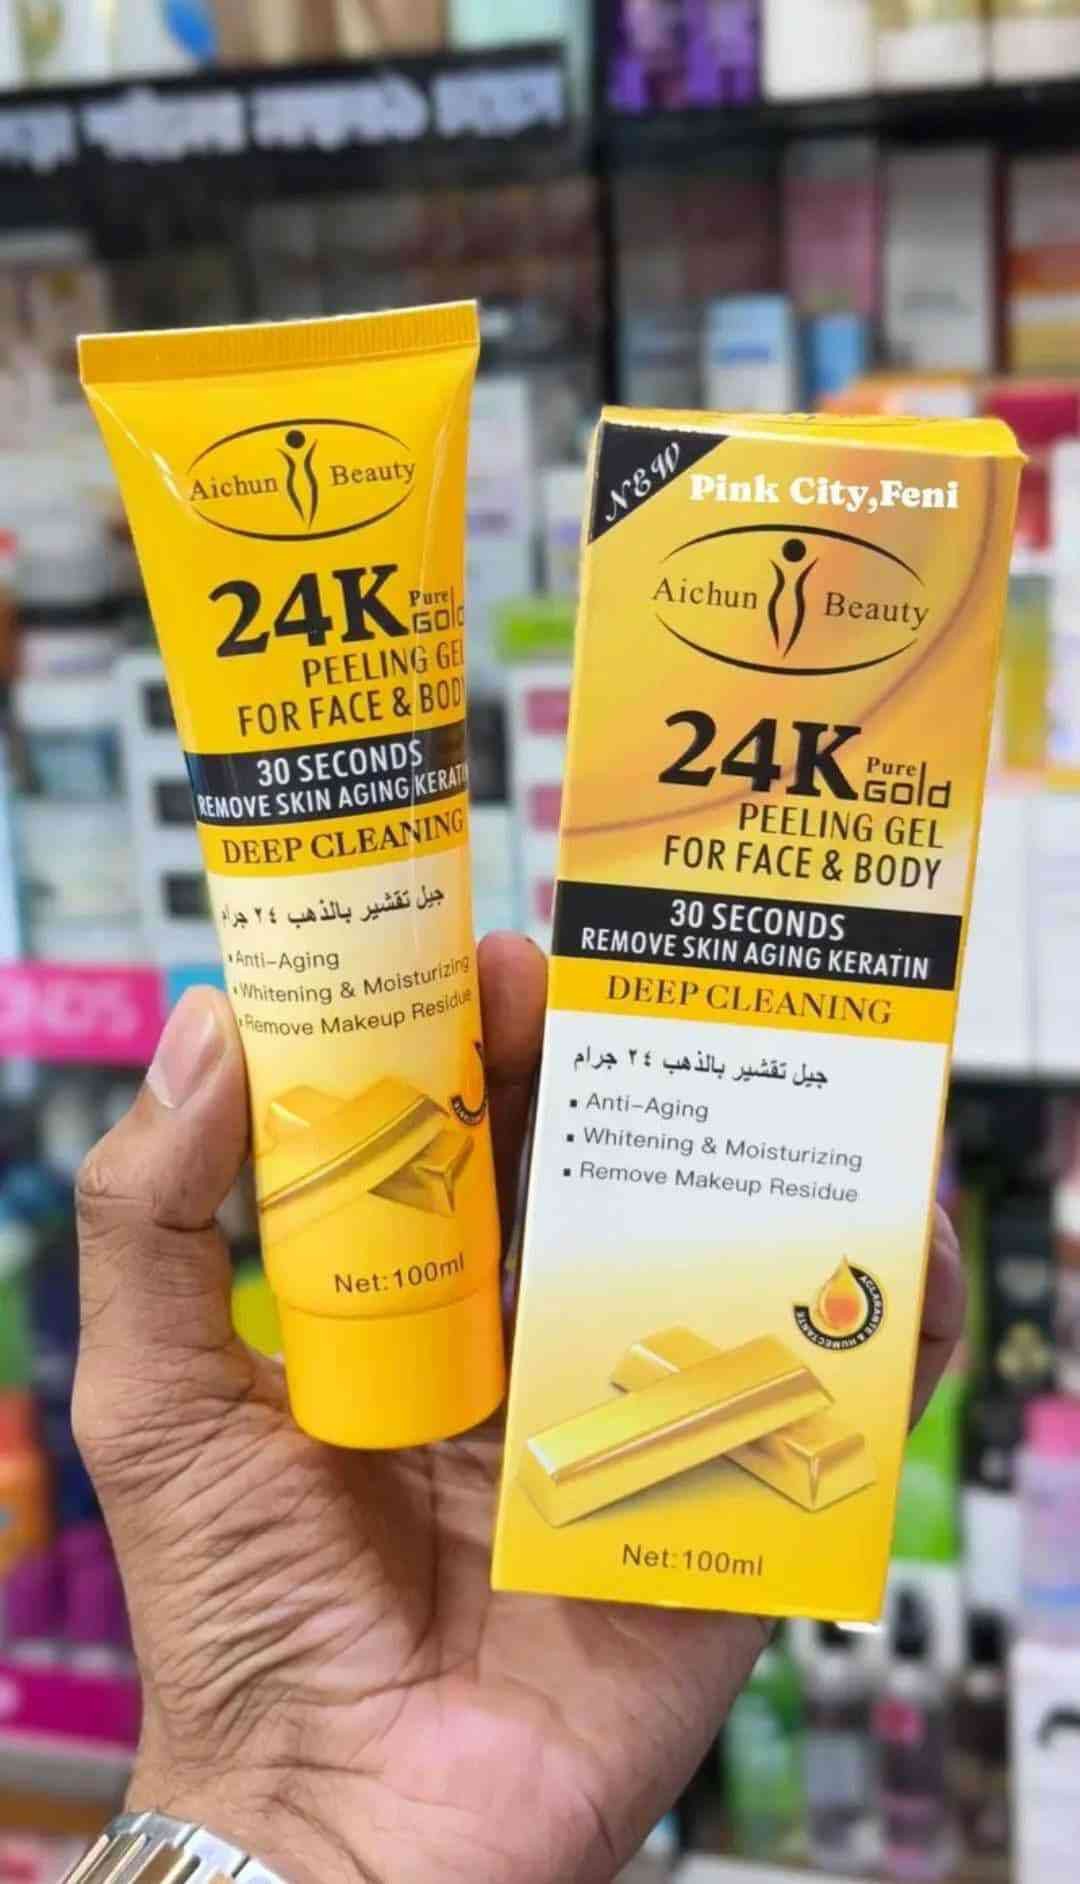 Aichun Beauty
24K Pure Gold
PEELING GEL
FOR FACE & BODY
30 SECONDS
REMOVE SKIN AGING KERATIN
DEEP CLEANING
جيل تقشير بالذهب ٢٤ جرام
▪Anti-Aging
▪Whitening & Moisturizing
▪Remove Makeup Residue
Net:100ml
NEW
Pink City,Feni
Aichun Beauty
24K Pure Gold
PEELING GEL
FOR FACE & BODY
30 SECONDS
REMOVE SKIN AGING KERATIN
DEEP CLEANING
جيل تقشير بالذهب ٢٤ جرام
▪ Anti-Aging
▪ Whitening & Moisturizing
▪ Remove Makeup Residue
ACLARANTE & HUMECTANTE
Net:100ml